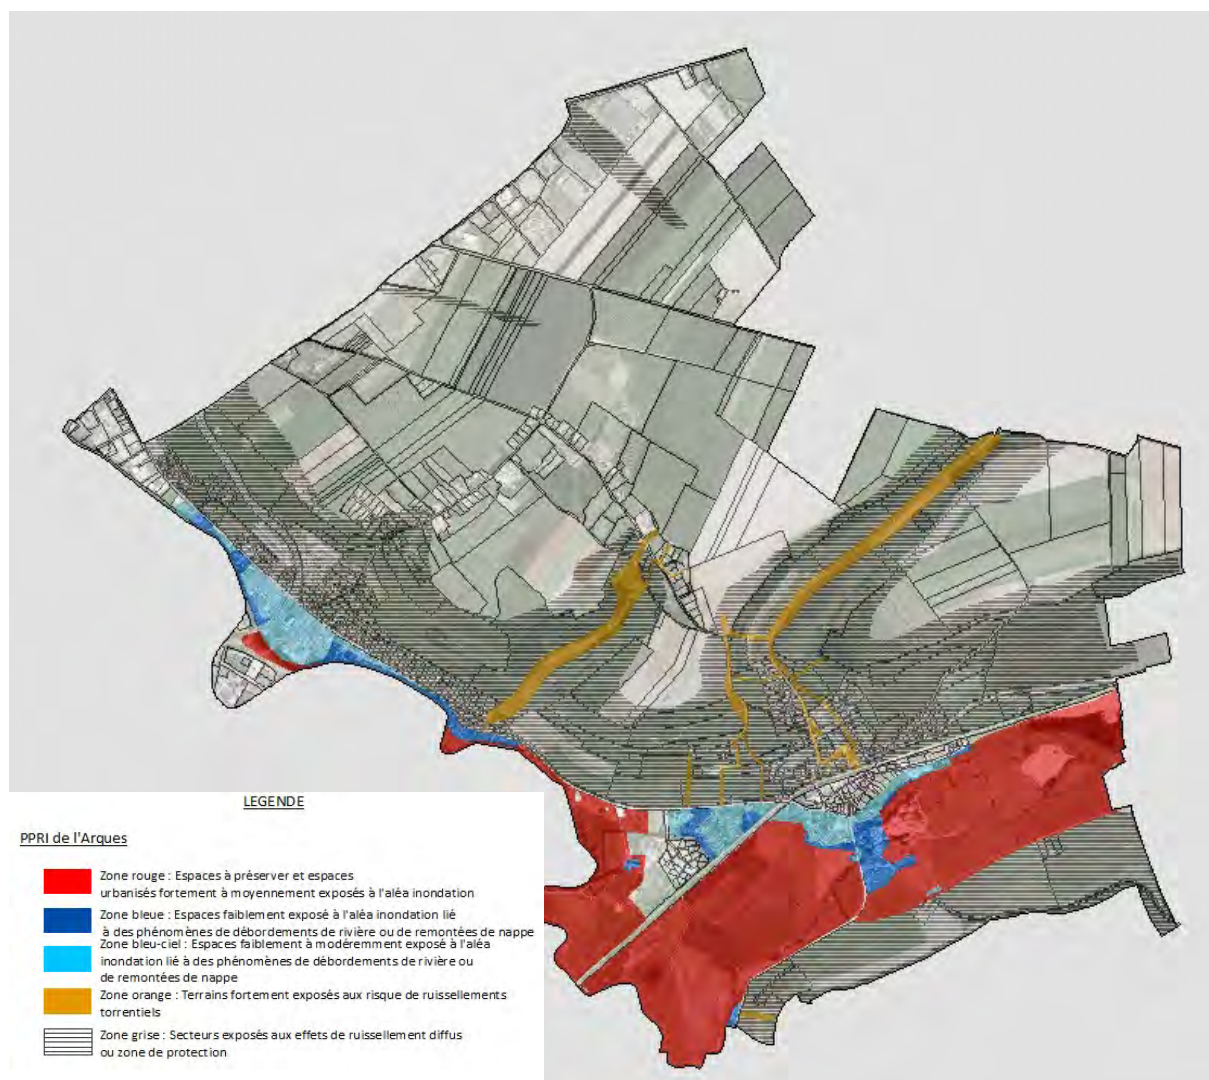 LEGENDE
PPRI de l'Arques
Zone rouge : Espaces à préserver et espaces
urbanisés fortement à moyennement exposés à l'aléa inondation
Zone bleue : Espaces faiblement exposé à l'aléa inondation lié
à des phénomènes de débordements de rivière ou de remontées de nappe
Zone bleu-ciel : Espaces faiblement à modéremment exposé à l'aléa
inondation lié à des phénomènes de débordements de rivière ou
de remontées de nappe
Zone orange : Terrains fortement exposés aux risque de ruissellements
torrentiels
Zone grise : Secteurs exposés aux effets de ruissellement diffus
ou zone de protection